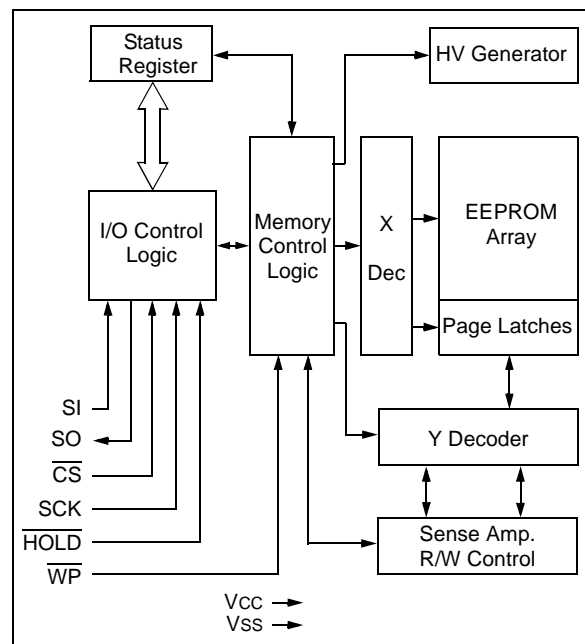 Status
Register
HV Generator
I/O Control
Logic
Memory
Control
Logic
X
Dec
EEPROM
Array
Page Latches
SI
SO
CS
SCK
HOLD
WP
Y Decoder
Sense Amp.
R/W Control
VCC
VSS